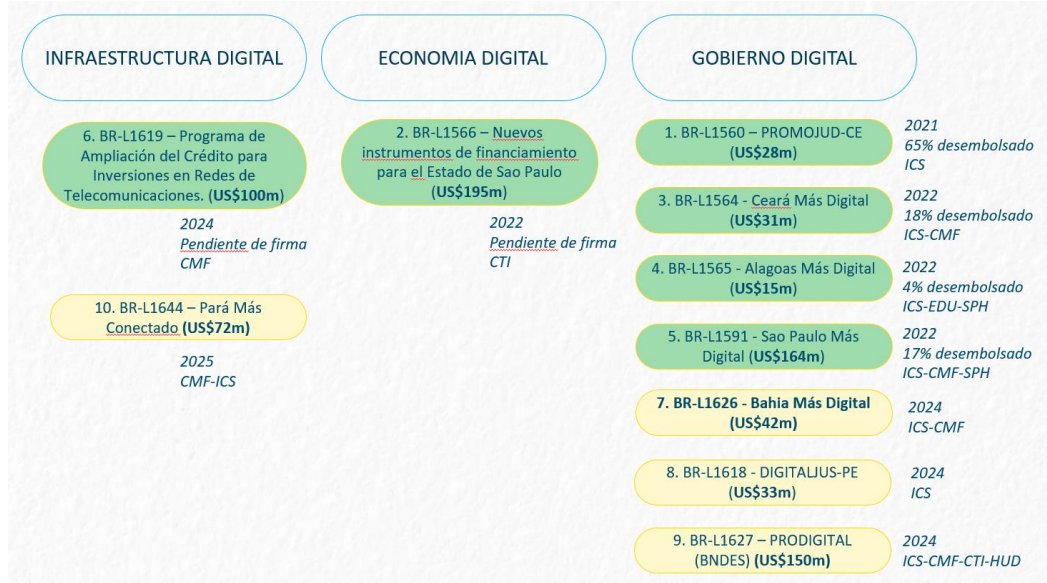 INFRAESTRUCTURA DIGITAL
ECONOMIA DIGITAL
GOBIERNO DIGITAL
6. BR-L1619 – Programa de
Ampliación del Crédito para
Inversiones en Redes de
Telecomunicaciones. (US$100m)
2024
Pendiente de firma
CMF
10. BR-L1644 – Pará Más
Conectado (US$72m)
2025
CMF-ICS
2. BR-L1566 – Nuevos
instrumentos de financiamiento
para el Estado de Sao Paulo
(US$195m)
2022
Pendiente de firma
CTI
1. BR-L1560 – PROMOJUD-CE
(US$28m)
2021
65% desembolsado
ICS
3. BR-L1564 - Ceará Más Digital
(US$31m)
2022
18% desembolsado
ICS-CMF
4. BR-L1565 - Alagoas Más Digital
(US$15m)
2022
4% desembolsado
ICS-EDU-SPH
5. BR-L1591 - Sao Paulo Más
Digital (US$164m)
2022
17% desembolsado
ICS-CMF-SPH
7. BR-L1626 - Bahia Más Digital
(US$42m)
2024
ICS-CMF
8. BR-L1618 - DIGITALJUS-PE
(US$33m)
2024
ICS
9. BR-L1627 – PRODIGITAL
(BNDES) (US$150m)
2024
ICS-CMF-CTI-HUD